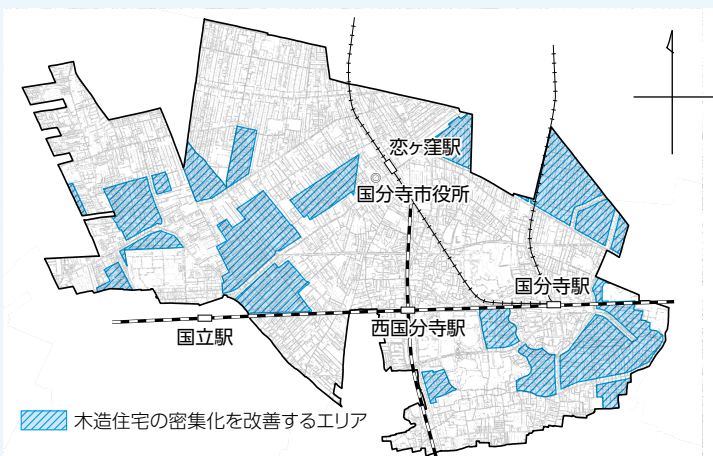 恋ヶ窪駅
国分寺市役所
国分寺駅
西国分寺駅
国立駅
木造住宅の密集化を改善するエリア